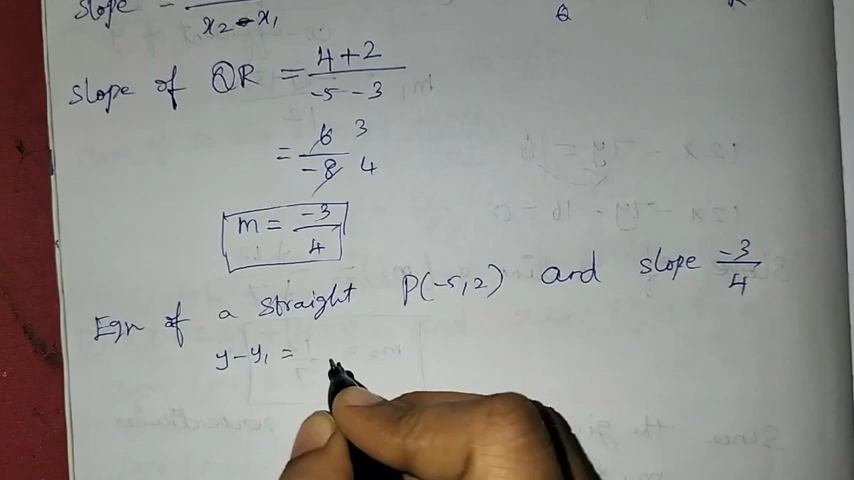 slope =
x₂ - x₁
Q R
slope of QR = 4+2 / -5 -3
= 6 3 / -8 4
m = -3/4
Eqn of a straight P(-5,2) and slope -3/4
y-y₁ =